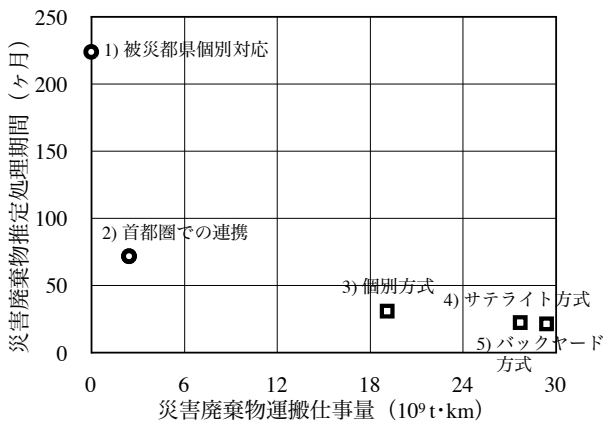 災害廃棄物推定処理期間（ヶ月）
250
200
150
100
50
0
1) 被災都県個別対応
2) 首都圏での連携
3) 個別方式
4) サテライト方式
5) バックヤード
方式
0 6 12 18 24 30
災害廃棄物運搬仕事量（10⁹ t･km）